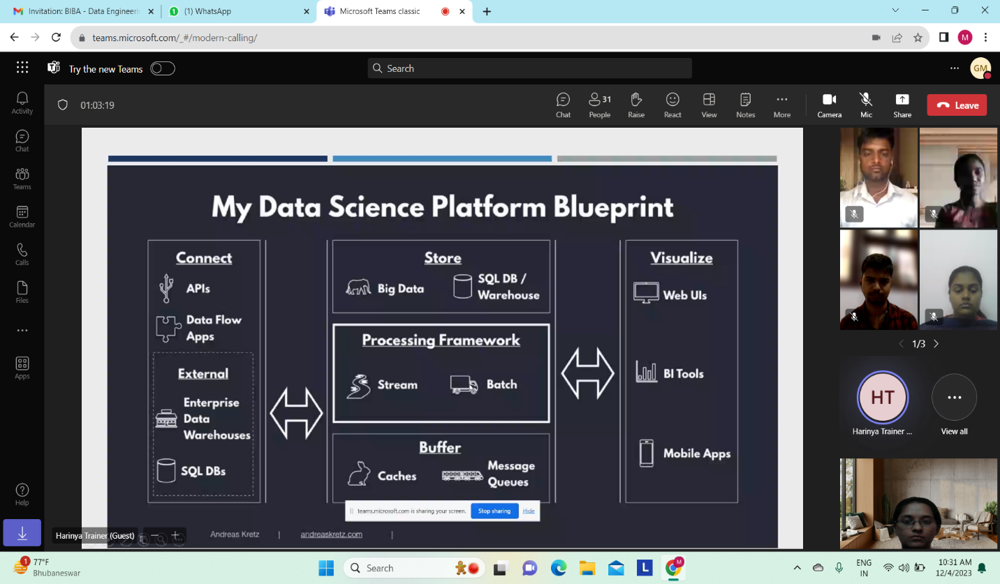 Invitation: BIBA - Data Engineeri
(1) WhatsApp
Microsoft Teams classic
teams.microsoft.com/_#/modern-calling/
M
Try the new Teams
Search
GM
01:03:19
Chat
31
People
Raise
React
View
Notes
More
Camera
Mic
Share
Leave
Activity
Chat
Teams
Calendar
Calls
Files
Apps
Help
My Data Science Platform Blueprint
Connect
APIs
Data Flow
Apps
External
Enterprise
Data
Warehouses
SQL DBs
Store
Big Data
SQL DB /
Warehouse
Processing Framework
Stream
Batch
Buffer
Caches
Message
Queues
Visualize
Web UIs
BI Tools
Mobile Apps
teams.microsoft.com is sharing your screen.
Stop sharing
Hide
Andreas Kretz | andreaskretz.com |
Harinya Trainer (Guest)
1/3
HT
Harinya Trainer ...
View all
1
77°F
Bhubaneswar
Search
L
M
ENG
IN
10:31 AM
12/4/2023